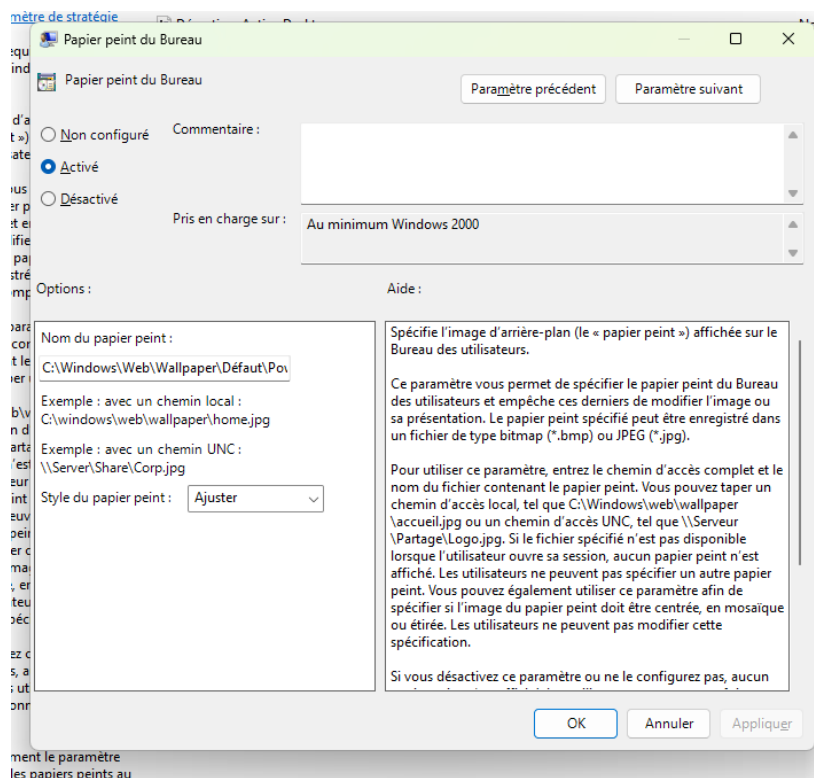 mètre de stratégie
Papier peint du Bureau
Papier peint du Bureau
Paramètre précédent
Paramètre suivant
Non configuré
Activé
Désactivé
Commentaire :
Pris en charge sur :
Au minimum Windows 2000
Options :
Aide :
Nom du papier peint :
C:\Windows\Web\Wallpaper\Défaut\Pov
Exemple : avec un chemin local :
C:\windows\web\wallpaper\home.jpg
Exemple : avec un chemin UNC :
\\Server\Share\Corp.jpg
Style du papier peint :
Ajuster
Spécifie l'image d'arrière-plan (le « papier peint ») affichée sur le
Bureau des utilisateurs.
Ce paramètre vous permet de spécifier le papier peint du Bureau
des utilisateurs et empêche ces derniers de modifier l'image ou
sa présentation. Le papier peint spécifié peut être enregistré dans
un fichier de type bitmap (*.bmp) ou JPEG (*.jpg).
Pour utiliser ce paramètre, entrez le chemin d'accès complet et le
nom du fichier contenant le papier peint. Vous pouvez taper un
chemin d'accès local, tel que C:\Windows\web\wallpaper
\accueil.jpg ou un chemin d'accès UNC, tel que \\Serveur
\Partage\Logo.jpg. Si le fichier spécifié n'est pas disponible
lorsque l'utilisateur ouvre sa session, aucun papier peint n'est
affiché. Les utilisateurs ne peuvent pas spécifier un autre papier
peint. Vous pouvez également utiliser ce paramètre afin de
spécifier si l'image du papier peint doit être centrée, en mosaïque
ou étirée. Les utilisateurs ne peuvent pas modifier cette
spécification.
Si vous désactivez ce paramètre ou ne le configurez pas, aucun
OK
Annuler
Appliquer
ment le paramètre
les papiers peints au